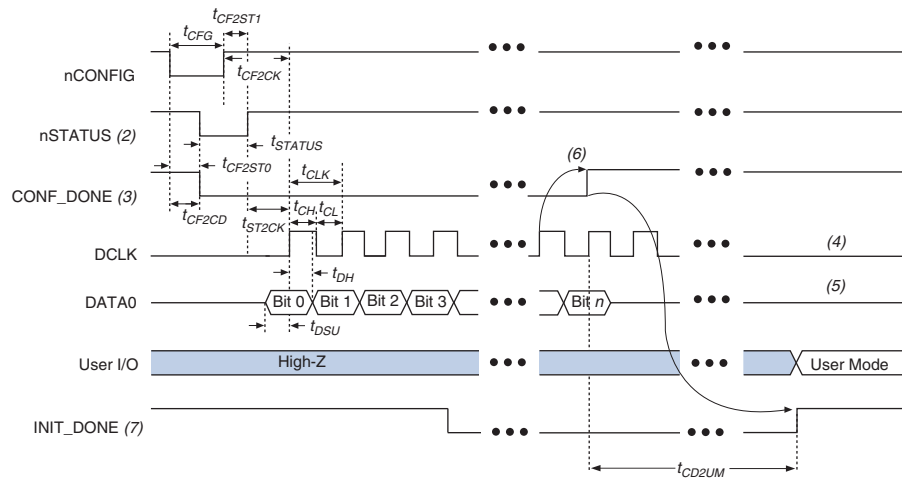 tCF2ST1
tCFG
nCONFIG
tCF2CK
nSTATUS (2)
tSTATUS
tCF2ST0
tCLK
(6)
CONF_DONE (3)
tCF2CD
tST2CK
tCH
tCL
DCLK
(4)
tDH
DATA0
Bit 0
Bit 1
Bit 2
Bit 3
Bit n
(5)
tDSU
User I/O
High-Z
User Mode
INIT_DONE (7)
tCD2UM